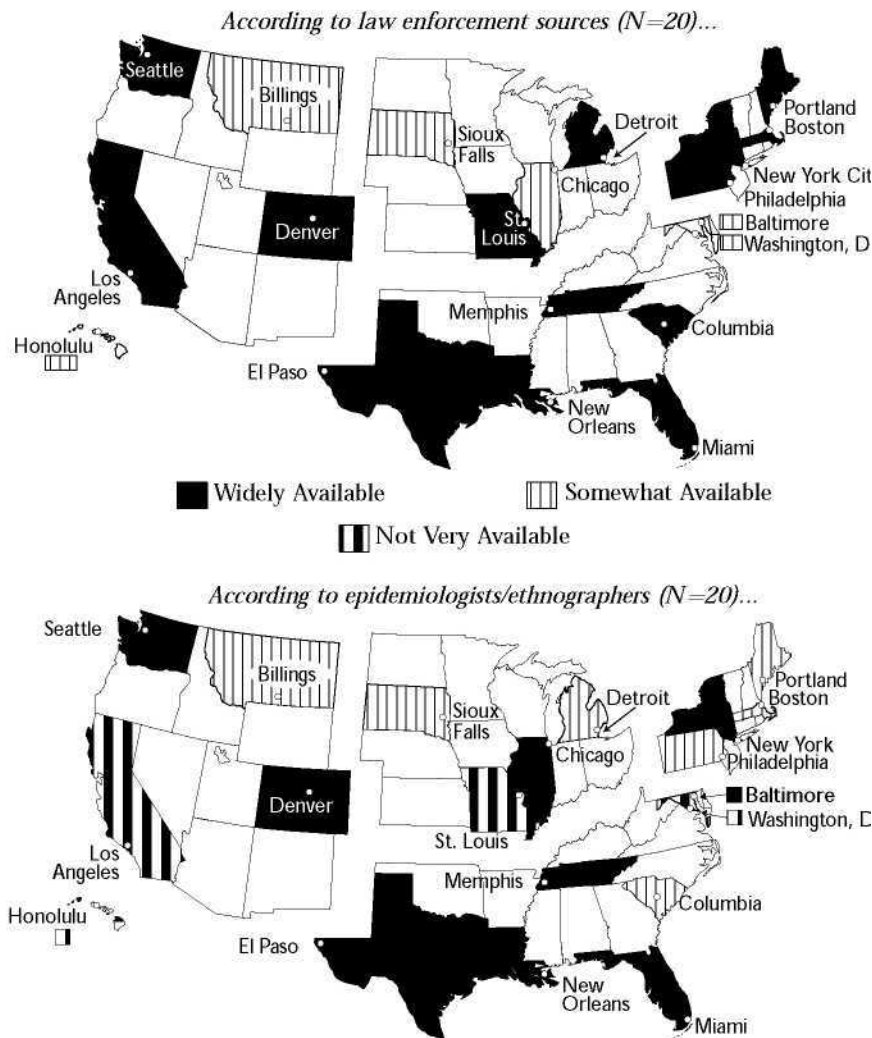 According to law enforcement sources (N=20)...
Seattle
Billings
Portland
Detroit
Sioux
Boston
Falls
New York Cit
Chicago
Philadelphia
Baltimore
St.
Denver
Louis
Washington, D
Los
Angeles
Memphis
Columbia
Honolulu
El Paso
New
Orleans
Miami
Widely Available
Somewhat Available
Not Very Available
According to epidemiologists/ethnographers (N=20)...
Seattle
Billings
Portland
Detroit
Boston
Sioux
Falls
New York
Chicago
Philadelphia
Baltimore
Denver
Washington, D
St. Louis
Los
Angeles
Memphis
Columbia
Honolulu
El Paso
New
Orleans
Miami